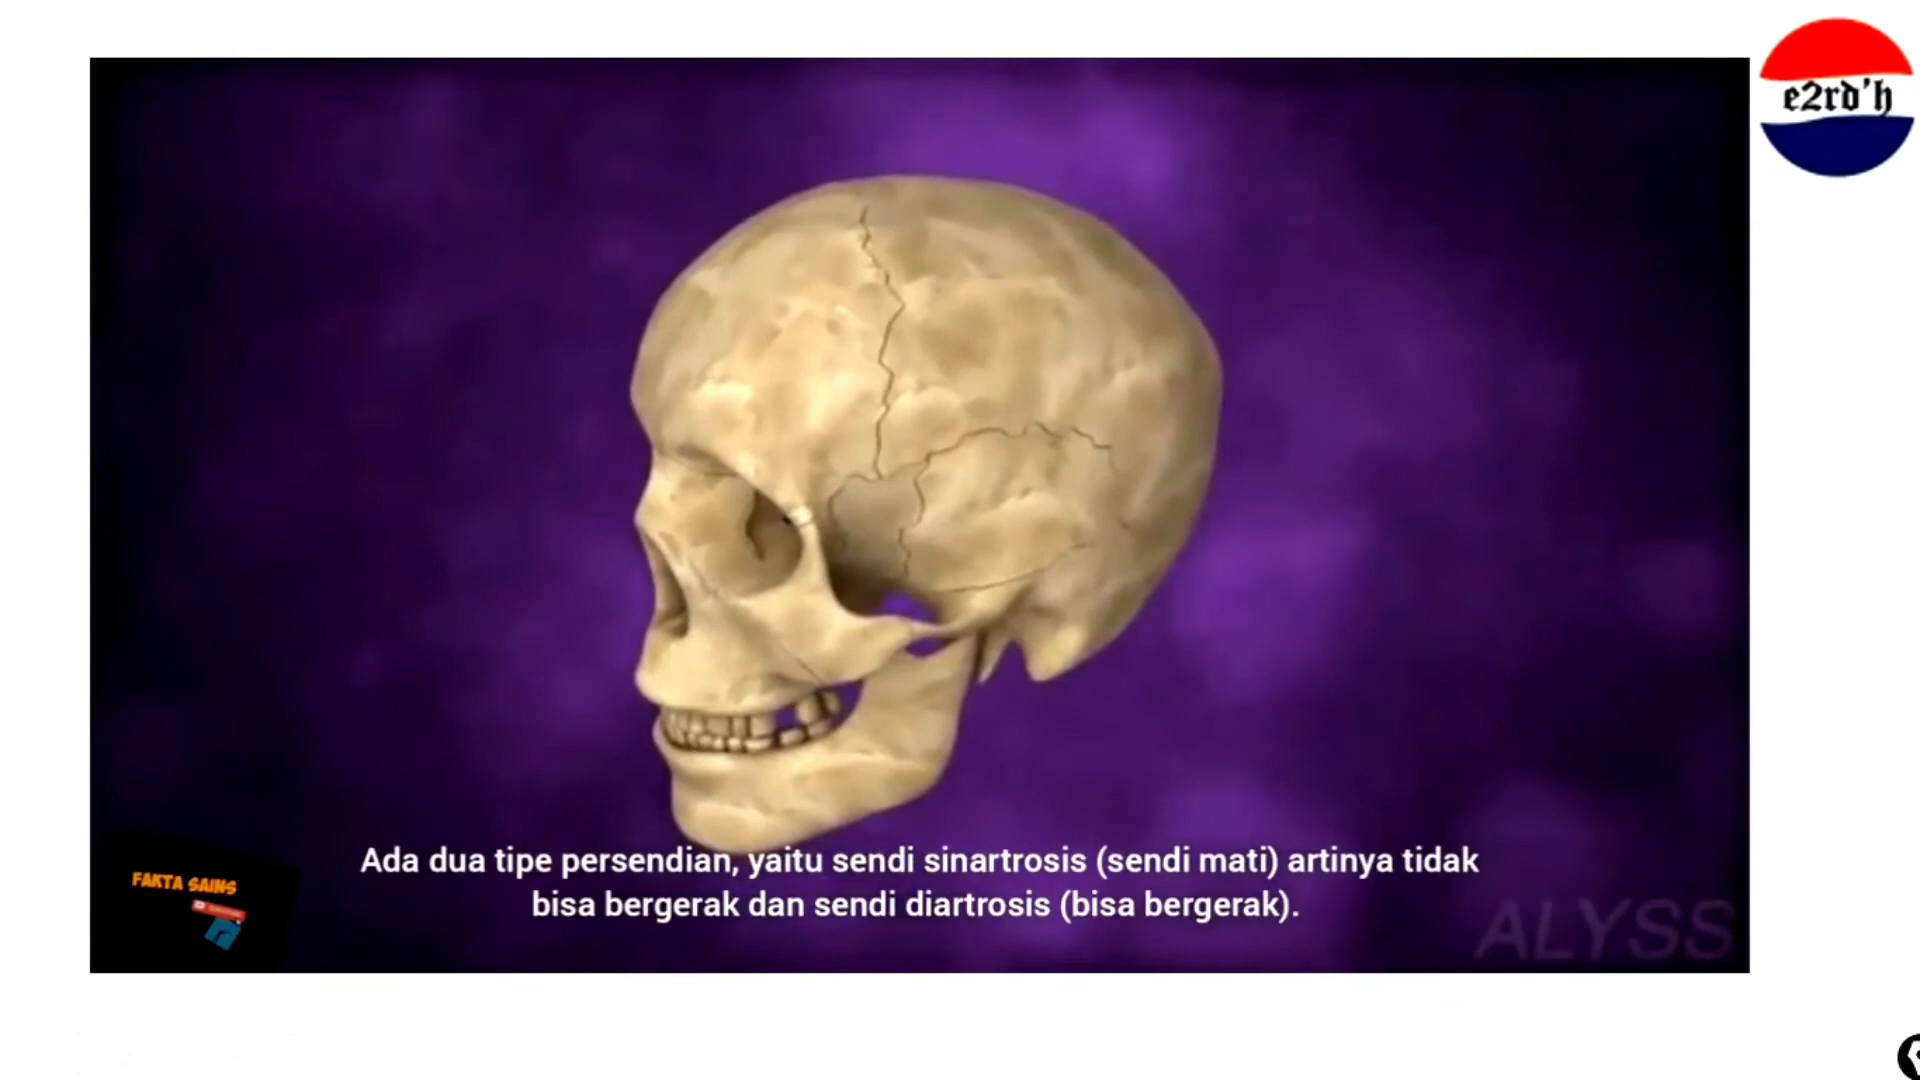 e2rd'h
Ada dua tipe persendian, yaitu sendi sinartrosis (sendi mati) artinya tidak
bisa bergerak dan sendi diartrosis (bisa bergerak).
FAKTA SAINS
ALYSS